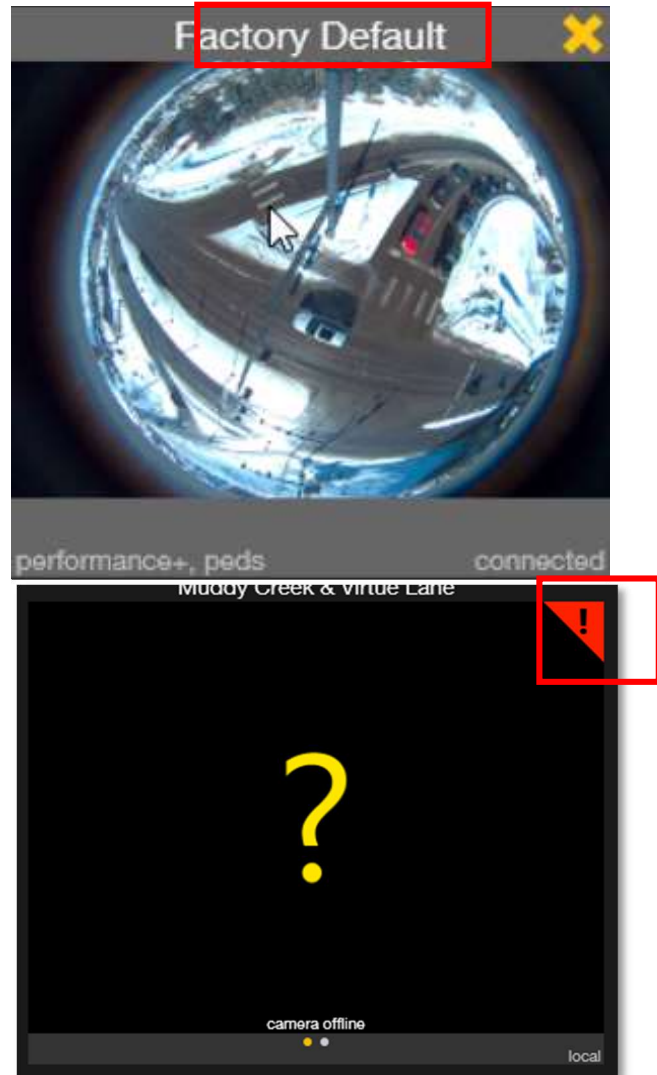 Factory Default
performance+, peds
connected
Muddy Creek & Virtue Lane
!
?
camera offline
local